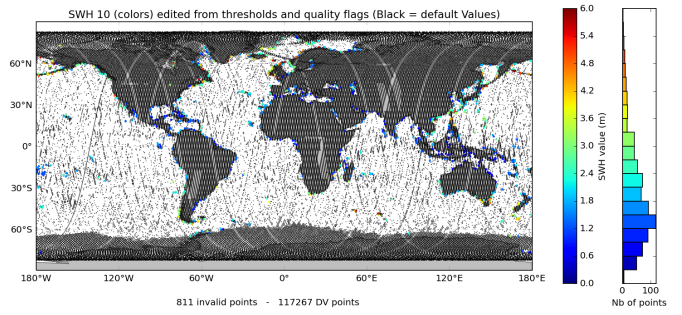 SWH 10 (colors) edited from thresholds and quality flags (Black = default Values)
60°N
30°N
0°
30°S
60°S
180°W
120°W
60°W
0°
60°E
120°E
180°E
811 invalid points - 117267 DV points
6.0
5.4
4.8
4.2
3.6
3.0
2.4
1.8
1.2
0.6
0.0
SWH value (m)
0
100
Nb of points